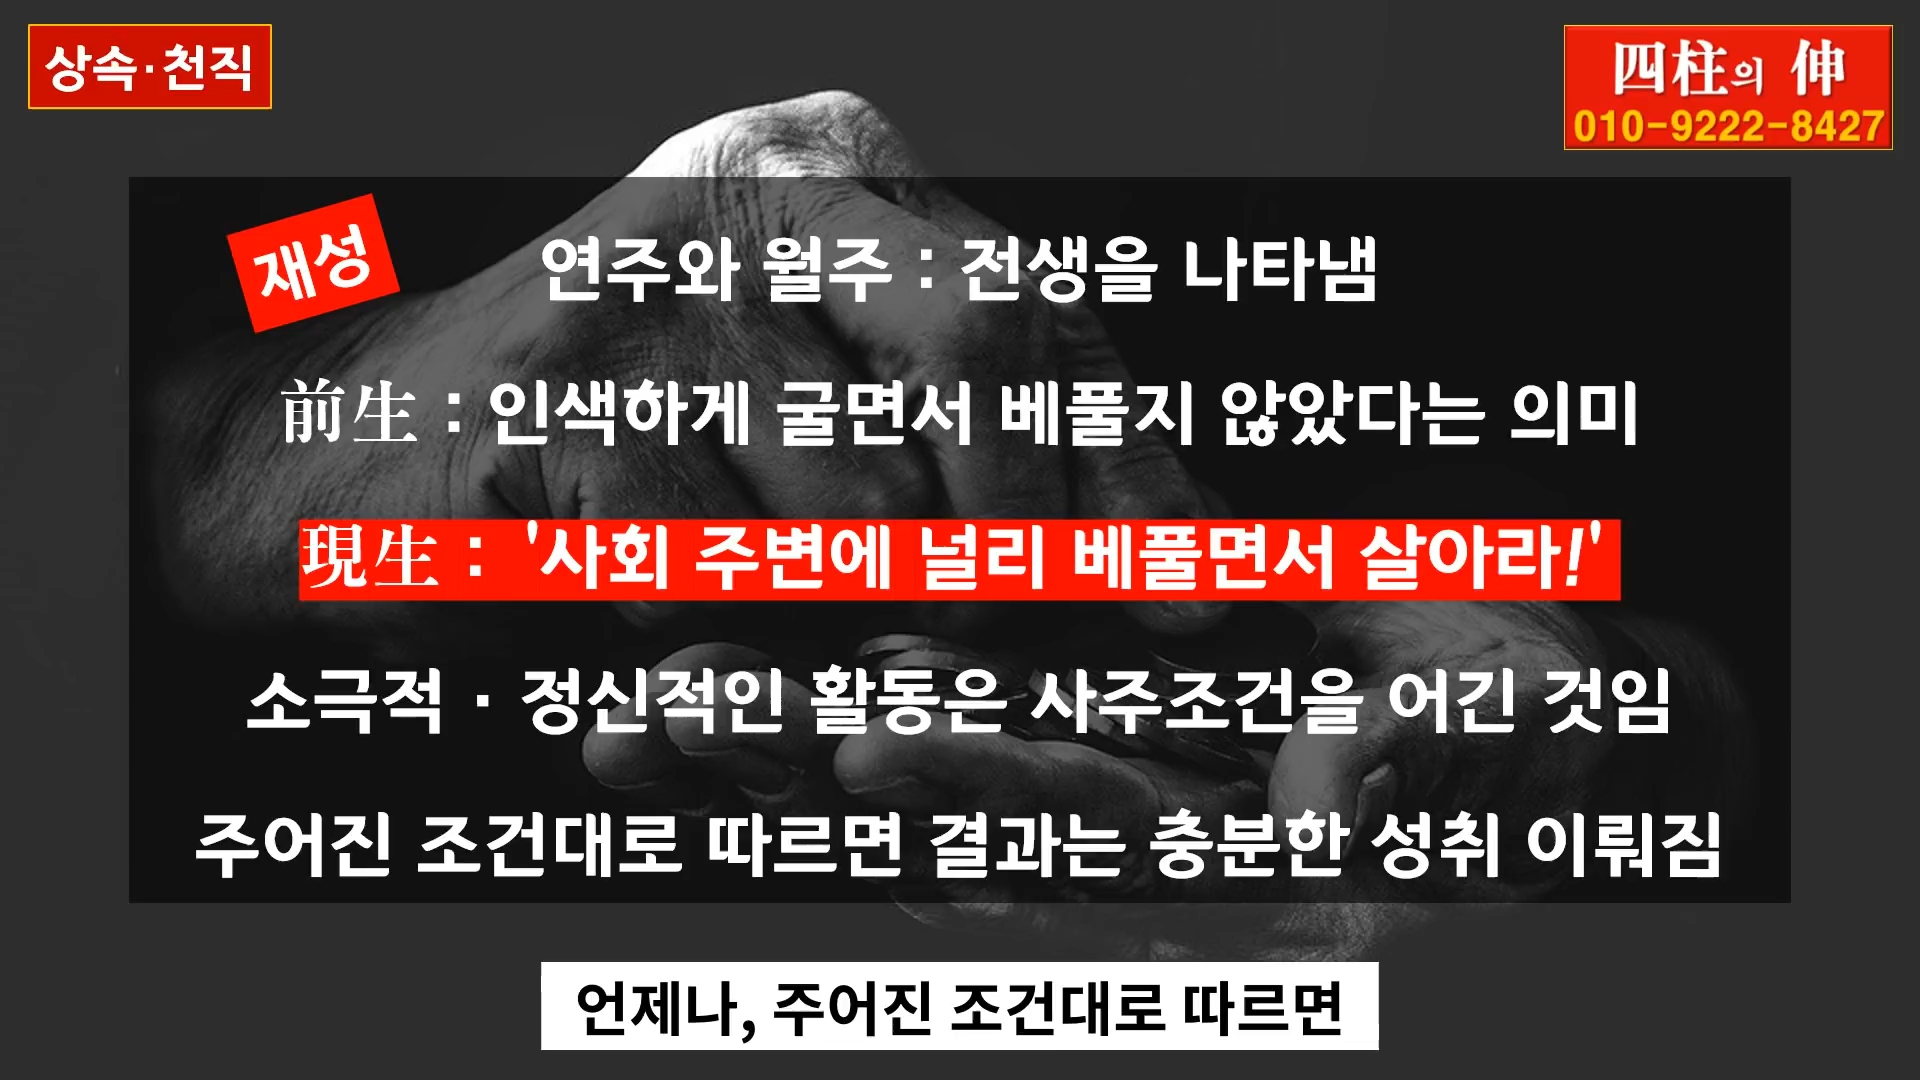 상속·천직
四柱의 伸
010-9222-8427
재성
연주와 월주 : 전생을 나타냄
前生 : 인색하게 굴면서 베풀지 않았다는 의미
現生 : '사회 주변에 널리 베풀면서 살아라!'
소극적 · 정신적인 활동은 사주조건을 어긴 것임
주어진 조건대로 따르면 결과는 충분한 성취 이뤄짐
언제나, 주어진 조건대로 따르면